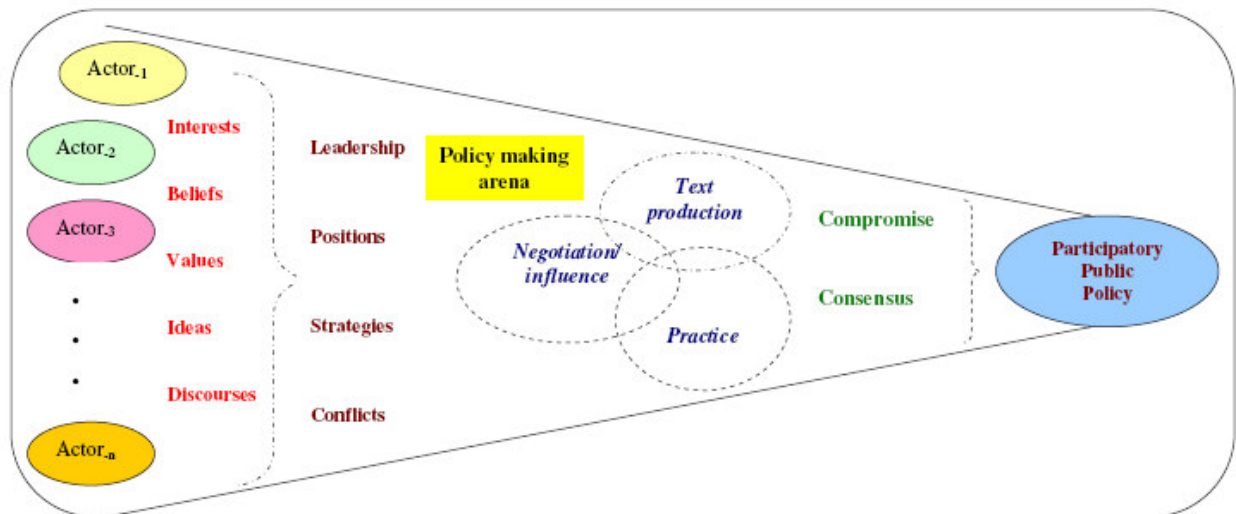 Actor-1
Actor-2
Actor-3
Actor-n
Interests
Beliefs
Values
Ideas
Discourses
Leadership
Positions
Strategies
Conflicts
Policy making
arena
Text
production
Negotiation/
influence
Practice
Compromise
Consensus
Participatory
Public
Policy